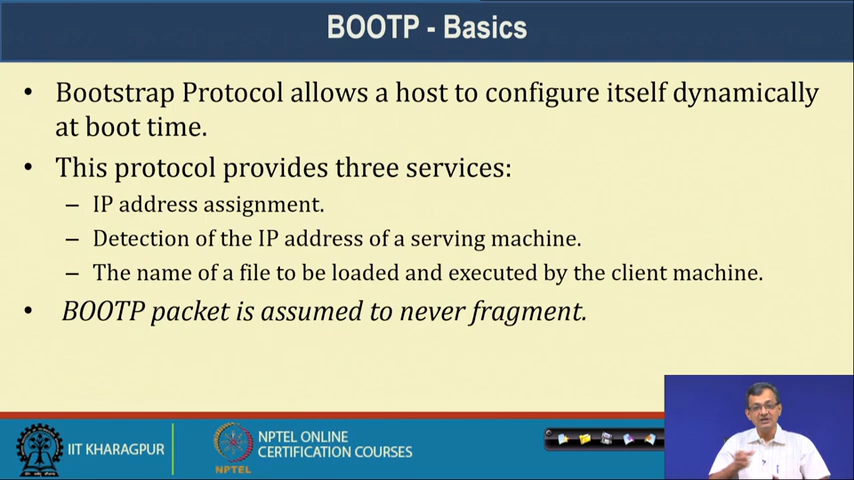 BOOTP - Basics
• Bootstrap Protocol allows a host to configure itself dynamically
at boot time.
• This protocol provides three services:
– IP address assignment.
– Detection of the IP address of a serving machine.
– The name of a file to be loaded and executed by the client machine.
• BOOTP packet is assumed to never fragment.
IIT KHARAGPUR
NPTEL
NPTEL ONLINE
CERTIFICATION COURSES